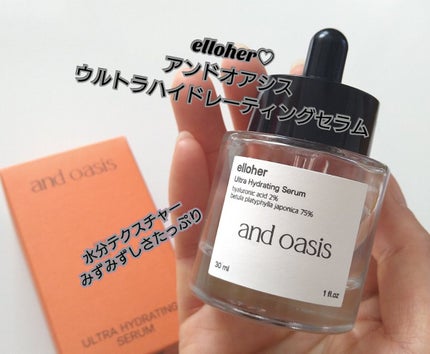 elloher♡
アンドオアシス
ウルトラハイドレーティングセラム
and oasis
水分テクスチャー
みずみずしさたっぷり
ULTRA HYDRATING
SERUM
elloher
Ultra Hydrating Serum
hyaluronic acid 2%
betula platyphylla japonica 75%
and oasis
30 ml
1 fl oz